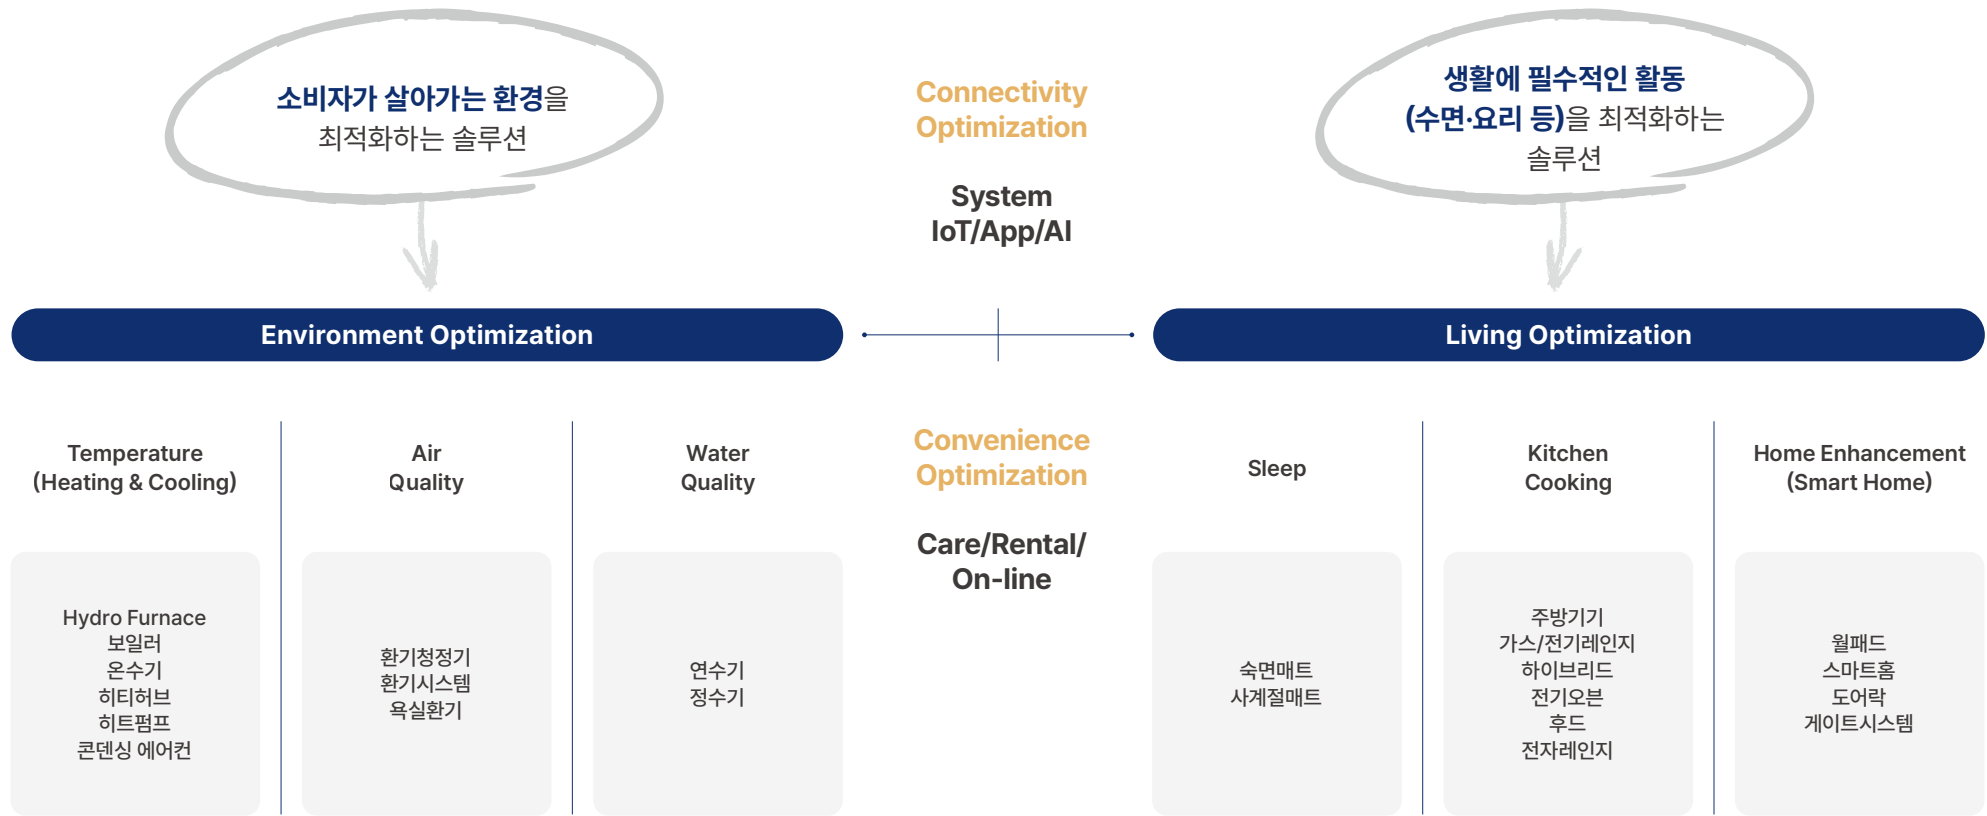 소비자가 살아가는 환경을
최적화하는 솔루션
Connectivity
Optimization
System
IoT/App/AI
생활에 필수적인 활동
(수면·요리 등)을 최적화하는
솔루션
Environment Optimization
Living Optimization
Temperature
(Heating & Cooling)
Air
Quality
Water
Quality
Convenience
Optimization
Care/Rental/
On-line
Sleep
Kitchen
Cooking
Home Enhancement
(Smart Home)
Hydro Furnace
보일러
온수기
히티허브
히트펌프
콘덴싱 에어컨
환기청정기
환기시스템
욕실환기
연수기
정수기
숙면매트
사계절매트
주방기기
가스/전기레인지
하이브리드
전기오븐
후드
전자레인지
월패드
스마트홈
도어락
게이트시스템